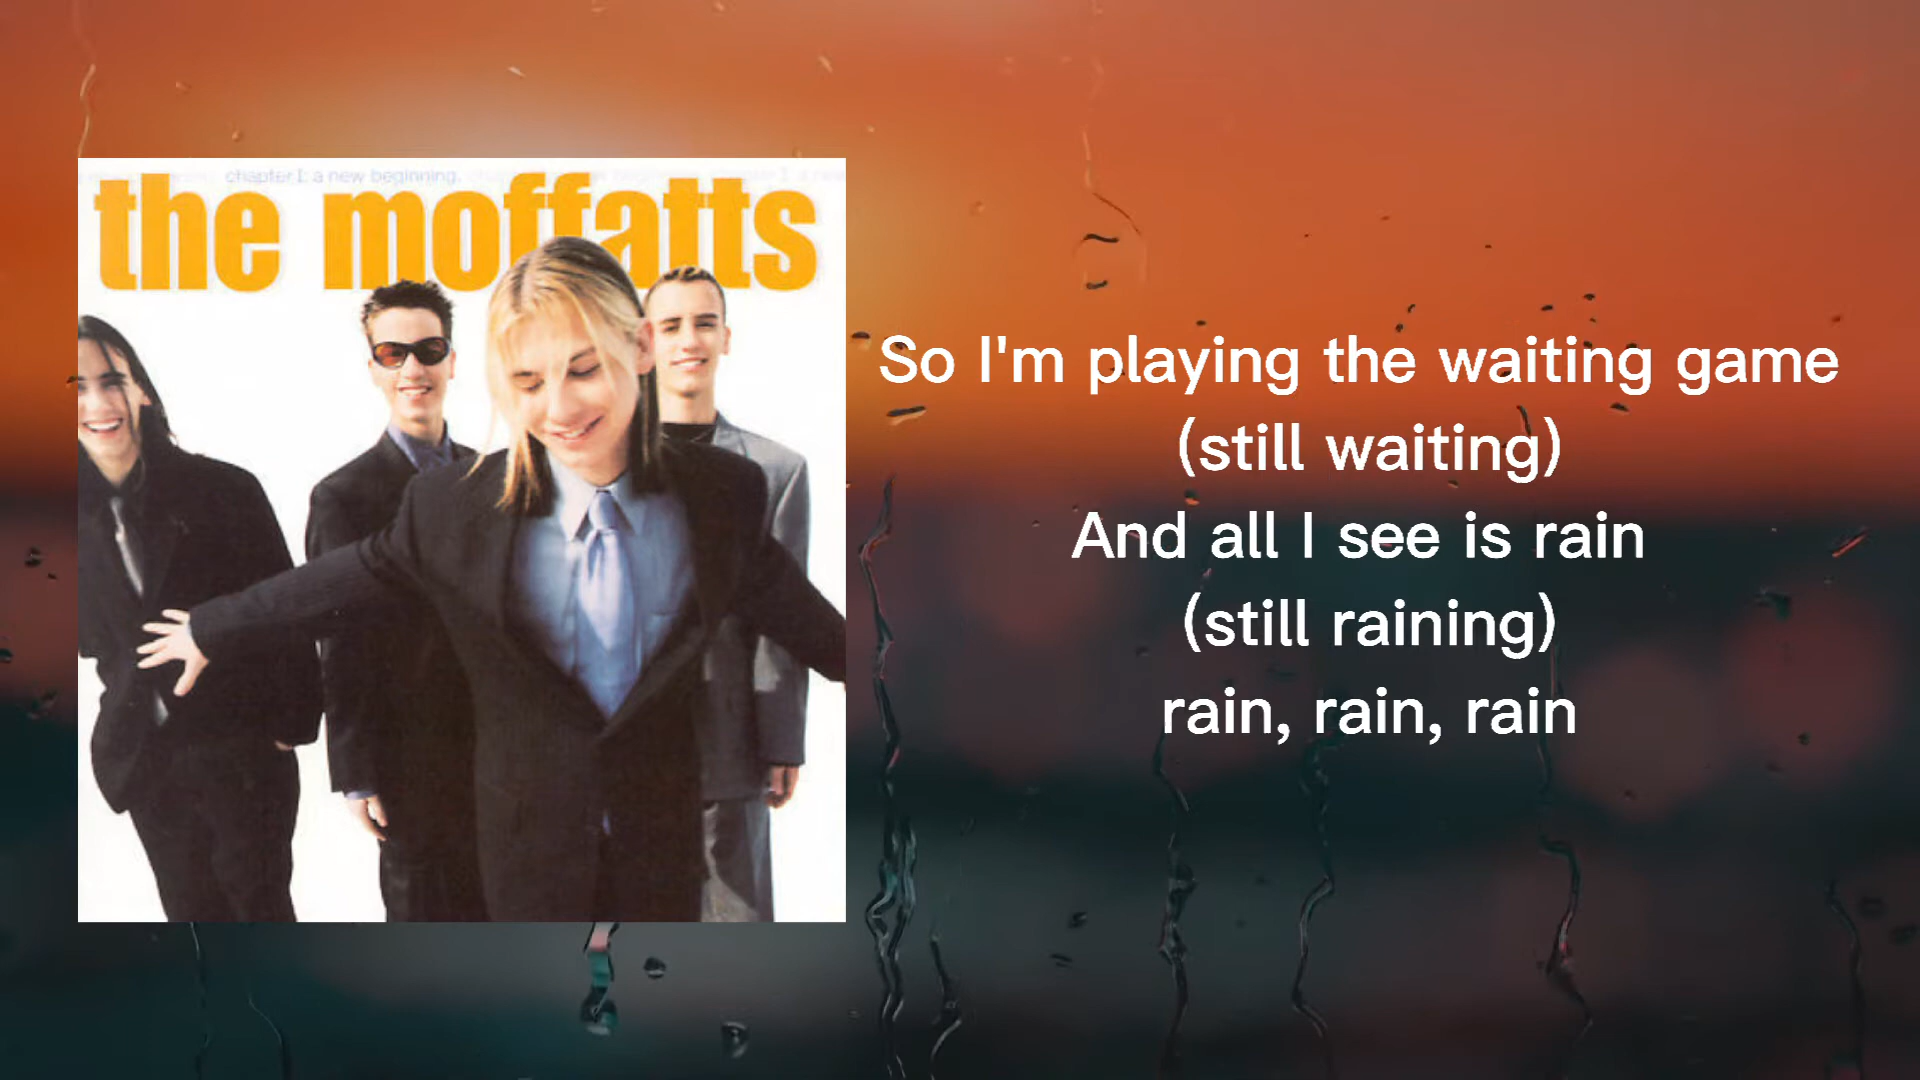 chapter I: a new beginning.
the moffatts
So I'm playing the waiting game
(still waiting)
And all I see is rain
(still raining)
rain, rain, rain